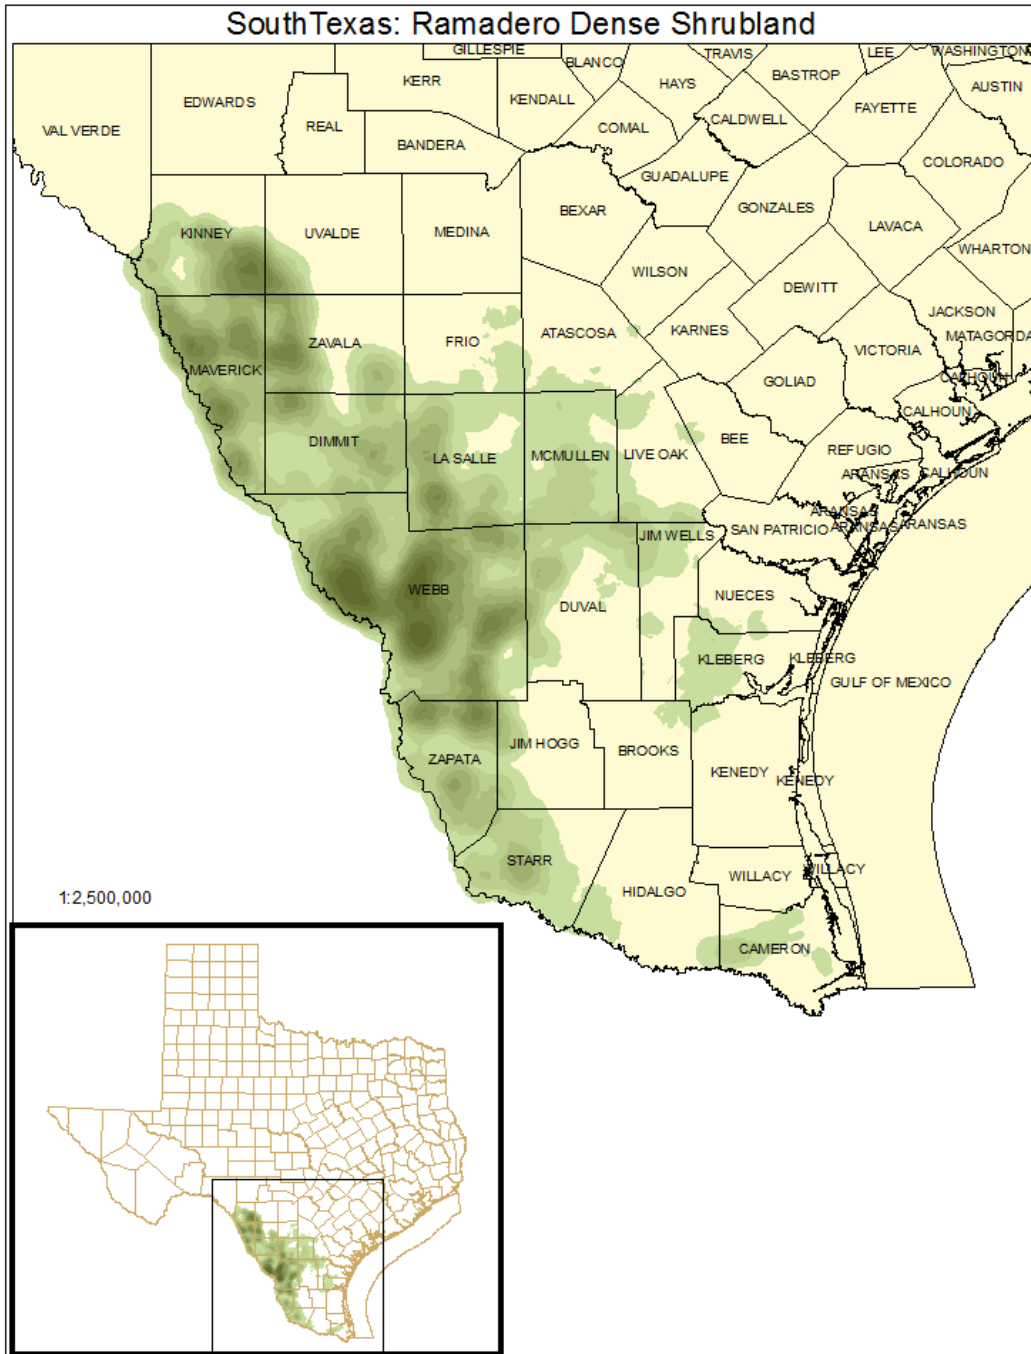 SouthTexas: Ramadero Dense Shrubland
GILLESPIE
BLANCO
TRAVIS
LEE
WASHINGTON
KERR
HAYS
BASTROP
AUSTIN
EDWARDS
KENDALL
FAYETTE
VAL VERDE
REAL
COMAL
CALDWELL
BANDERA
COLORADO
GUADALUPE
BEXAR
GONZALES
LAVACA
KINNEY
UVALDE
MEDINA
WHARTON
WILSON
DEWITT
JACKSON
ZAVALA
FRIO
ATASCOSA
KARNES
VICTORIA
MATAGORDA
MAVERICK
GOLIAD
CALHOUN
CALHOUN
DIMMIT
LA SALLE
MCMULLEN
LIVE OAK
BEE
REFUGIO
ARANSAS
CALHOUN
ARANSAS
SAN PATRICIO
ARANSAS
ARANSAS
JIM WELLS
WEBB
DUVAL
NUECES
KLEBERG
KLEBERG
GULF OF MEXICO
ZAPATA
JIM HOGG
BROOKS
KENEDY
KENEDY
STARR
HIDALGO
WILLACY
WILLACY
1:2,500,000
CAMERON